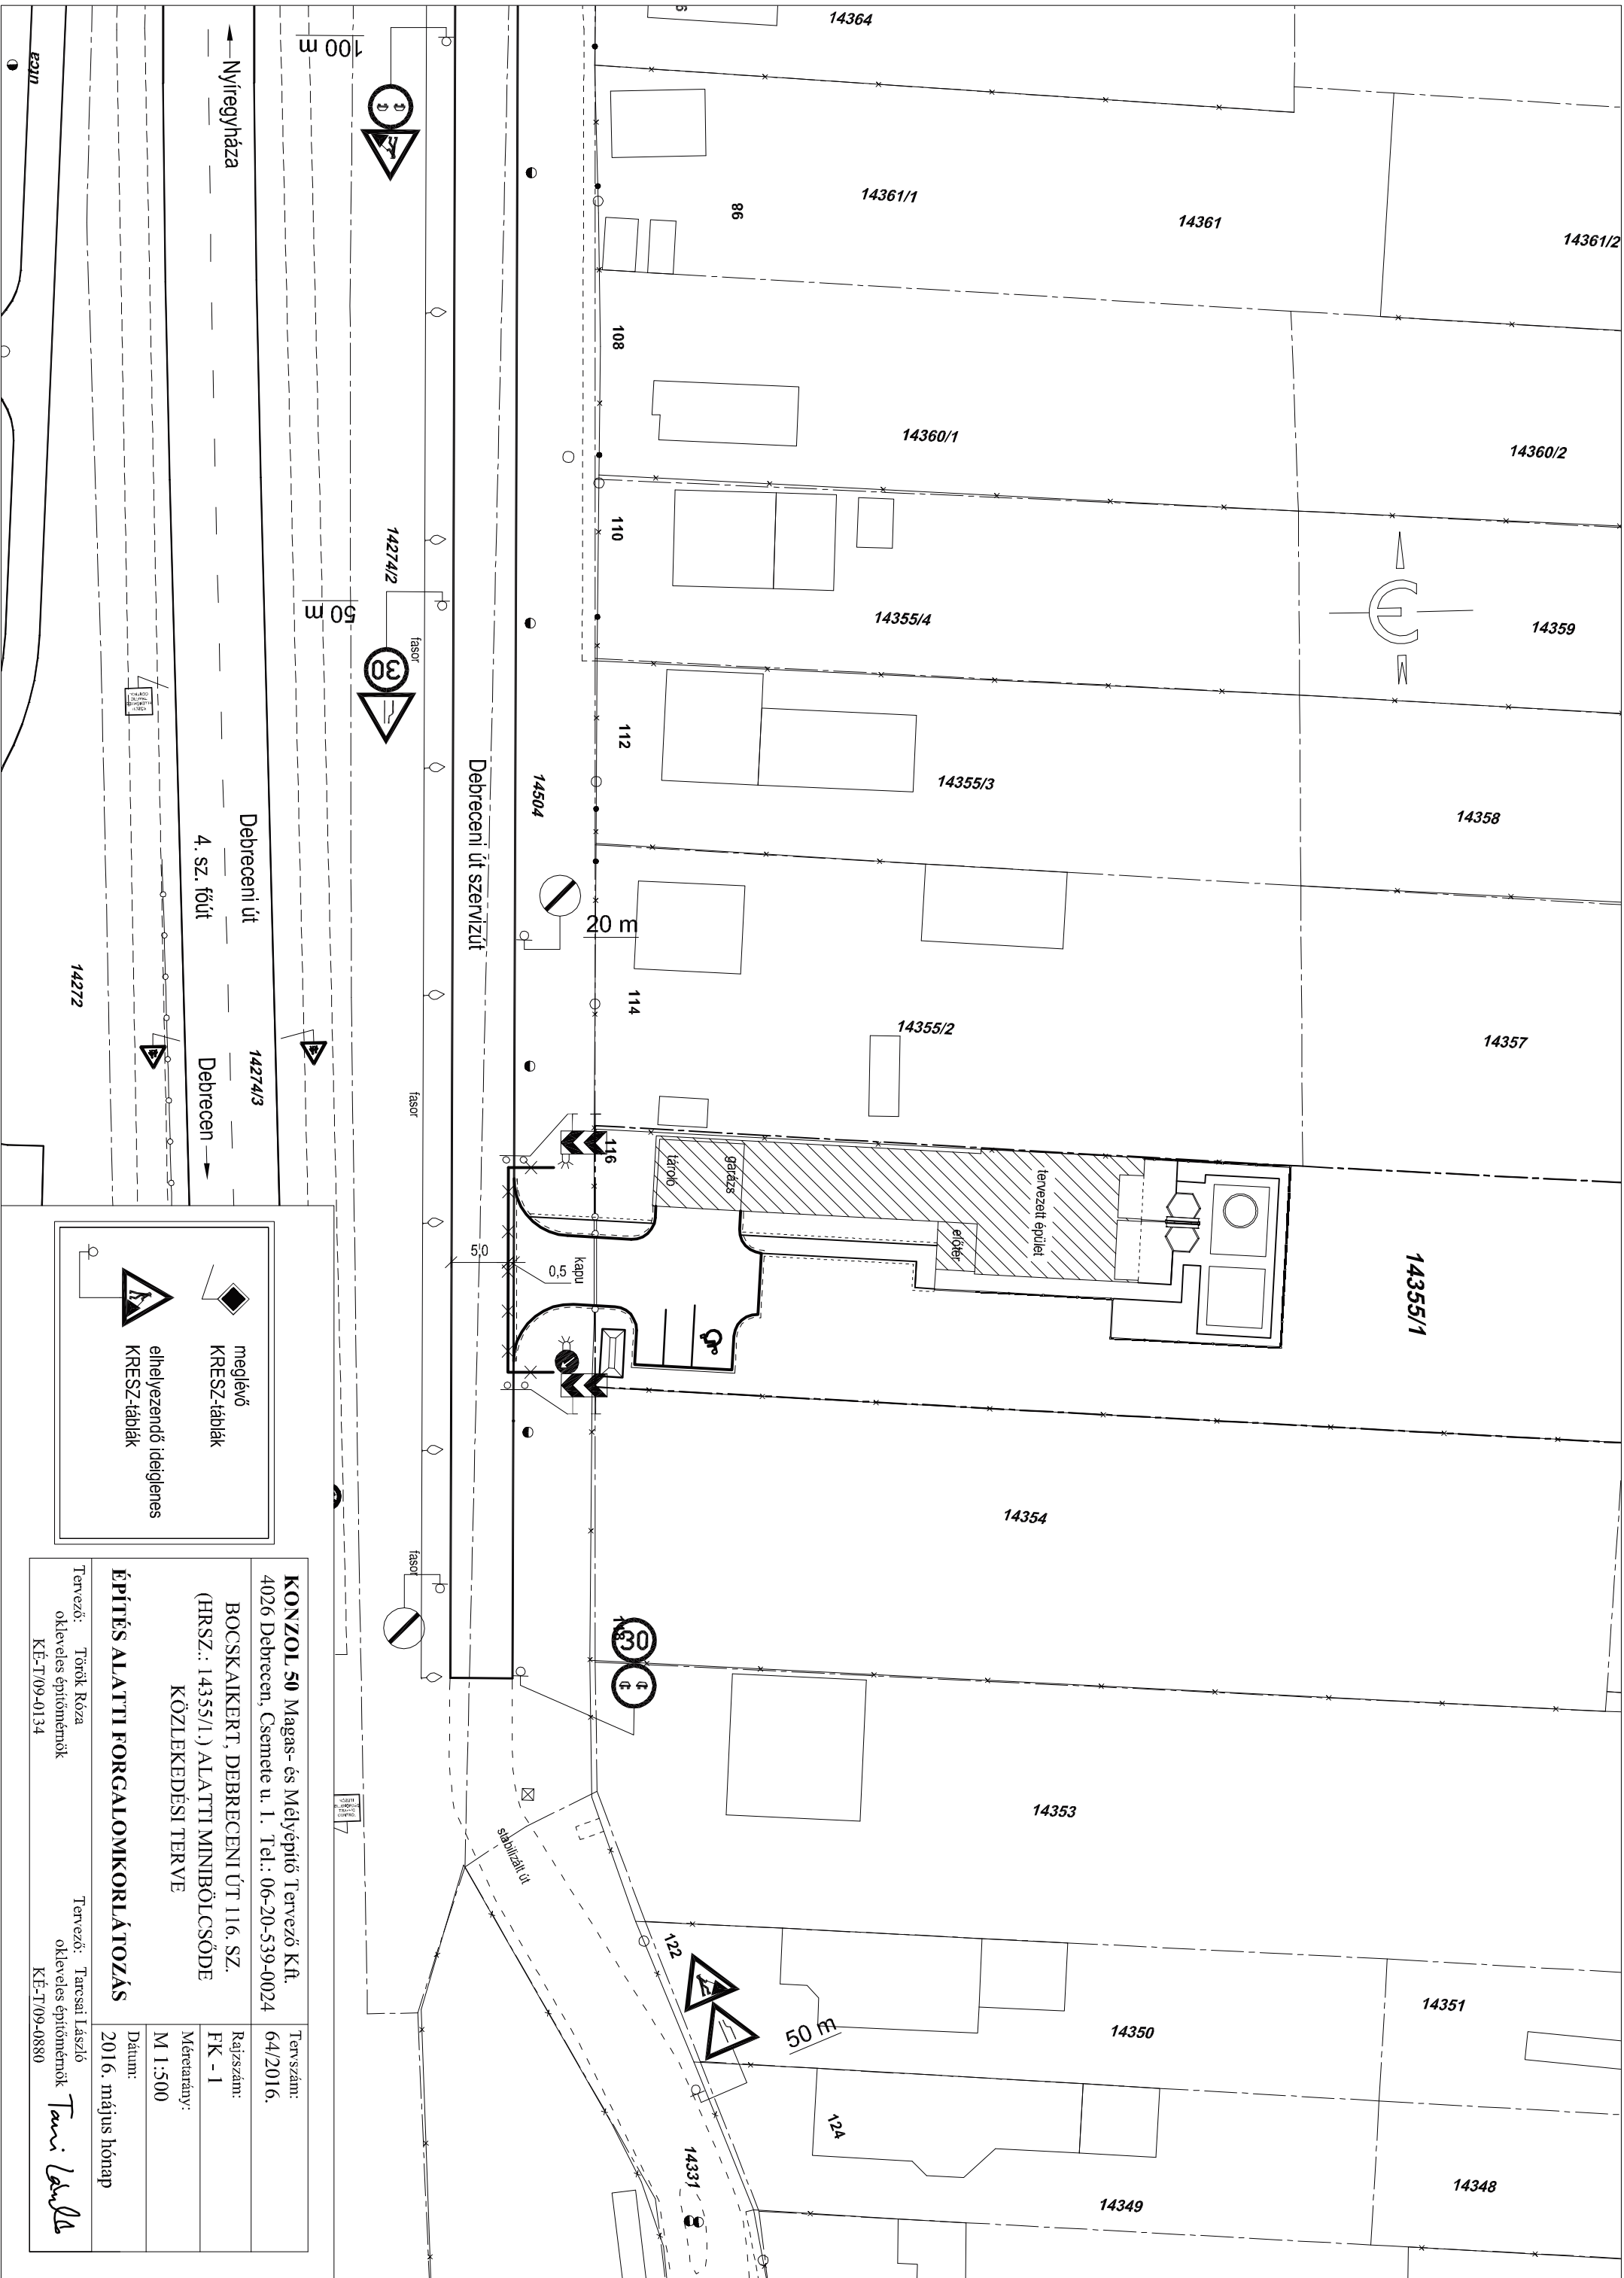 14364
14361/1
14361
14361/2
98
108
14360/1
14360/2
110
14355/4
14359
112
14355/3
14358
114
14355/2
14357
116
14355/1
14354
14353
122
14351
14350
124
14331
14349
14348
utca
Nyíregyháza
100 m
50 m
14274/2
fasor
30
Debreceni út szervizút
14504
20 m
Debreceni út
4. sz. főút
14272
14274/3
Debrecen
fasor
tároló
garázs
tervezett épület
előtér
kapu
5,0
0,5
fasor
30
stabilizált út
50 m
meglévő
KRESZ-táblák
elhelyezendő ideiglenes
KRESZ-táblák
KONZOL 50 Magas- és Mélyépítő Tervező Kft.
4026 Debrecen, Csemete u. 1. Tel.: 06-20-539-0024
BOCSKAIKERT, DEBRECENI ÚT 116. SZ.
(HRSZ.: 14355/1.) ALATTI MINIBÖLCSŐDE
KÖZLEKEDÉSI TERVE
ÉPÍTÉS ALATTI FORGALOMKORLÁTOZÁS
Tervszám:
64/2016.
Rajzszám:
FK - 1
Méretarány:
M 1:500
Dátum:
2016. május hónap
Tervező: Török Róza
okleveles építőmérnök
KÉ-T/09-0134
Tervező: Tarcsai László
okleveles építőmérnök
KÉ-T/09-0880